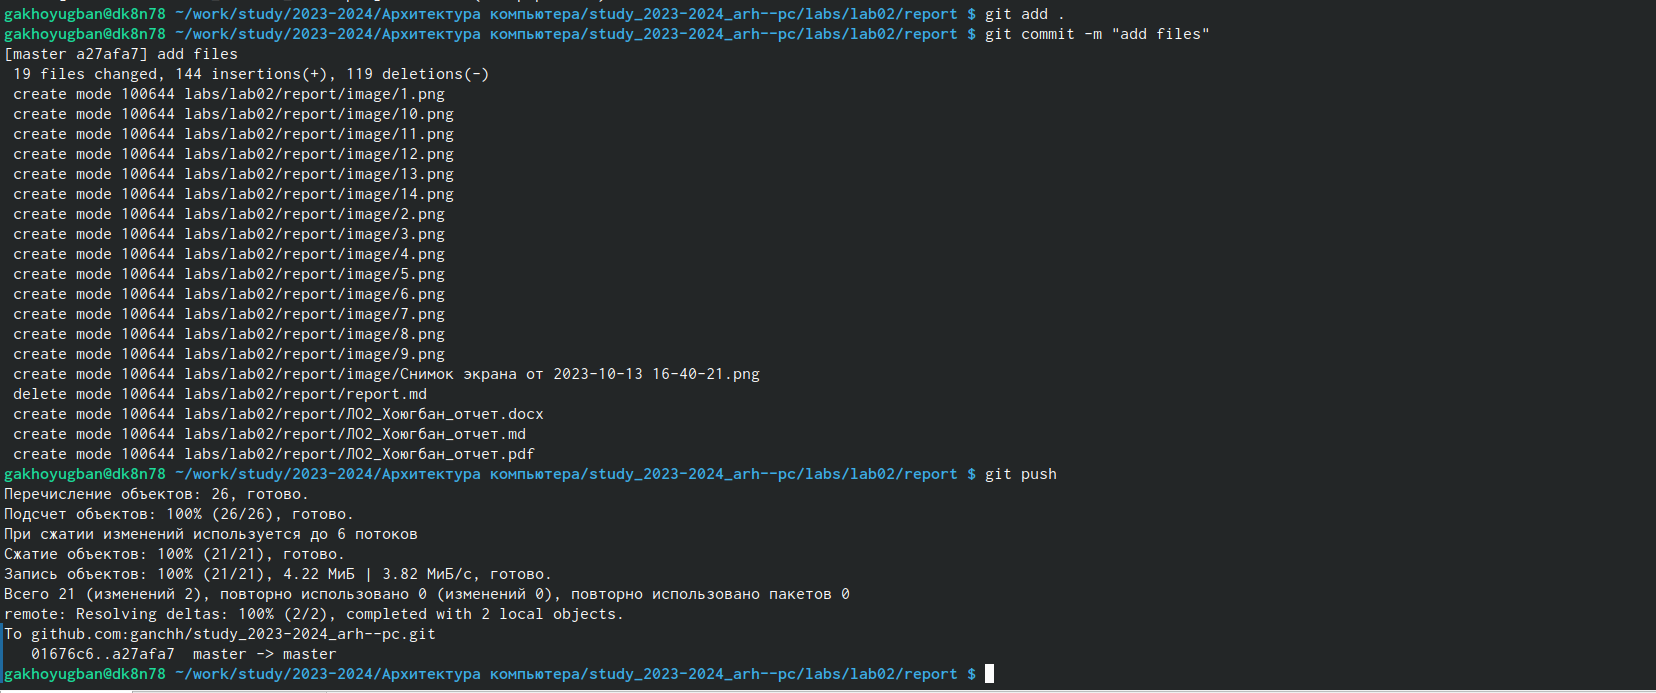 gakhoyugban@dk8n78 ~/work/study/2023-2024/Архитектура компьютера/study_2023-2024_arh--pc/labs/lab02/report $ git add .
gakhoyugban@dk8n78 ~/work/study/2023-2024/Архитектура компьютера/study_2023-2024_arh--pc/labs/lab02/report $ git commit -m "add files"
[master a27afa7] add files
 19 files changed, 144 insertions(+), 119 deletions(-)
 create mode 100644 labs/lab02/report/image/1.png
 create mode 100644 labs/lab02/report/image/10.png
 create mode 100644 labs/lab02/report/image/11.png
 create mode 100644 labs/lab02/report/image/12.png
 create mode 100644 labs/lab02/report/image/13.png
 create mode 100644 labs/lab02/report/image/14.png
 create mode 100644 labs/lab02/report/image/2.png
 create mode 100644 labs/lab02/report/image/3.png
 create mode 100644 labs/lab02/report/image/4.png
 create mode 100644 labs/lab02/report/image/5.png
 create mode 100644 labs/lab02/report/image/6.png
 create mode 100644 labs/lab02/report/image/7.png
 create mode 100644 labs/lab02/report/image/8.png
 create mode 100644 labs/lab02/report/image/9.png
 create mode 100644 labs/lab02/report/image/Снимок экрана от 2023-10-13 16-40-21.png
 delete mode 100644 labs/lab02/report/report.md
 create mode 100644 labs/lab02/report/ЛО2_Хоюгбан_отчет.docx
 create mode 100644 labs/lab02/report/ЛО2_Хоюгбан_отчет.md
 create mode 100644 labs/lab02/report/ЛО2_Хоюгбан_отчет.pdf
gakhoyugban@dk8n78 ~/work/study/2023-2024/Архитектура компьютера/study_2023-2024_arh--pc/labs/lab02/report $ git push
Перечисление объектов: 26, готово.
Подсчет объектов: 100% (26/26), готово.
При сжатии изменений используется до 6 потоков
Сжатие объектов: 100% (21/21), готово.
Запись объектов: 100% (21/21), 4.22 МиБ | 3.82 МиБ/с, готово.
Всего 21 (изменений 2), повторно использовано 0 (изменений 0), повторно использовано пакетов 0
remote: Resolving deltas: 100% (2/2), completed with 2 local objects.
To github.com:ganchh/study_2023-2024_arh--pc.git
   01676c6..a27afa7  master -> master
gakhoyugban@dk8n78 ~/work/study/2023-2024/Архитектура компьютера/study_2023-2024_arh--pc/labs/lab02/report $